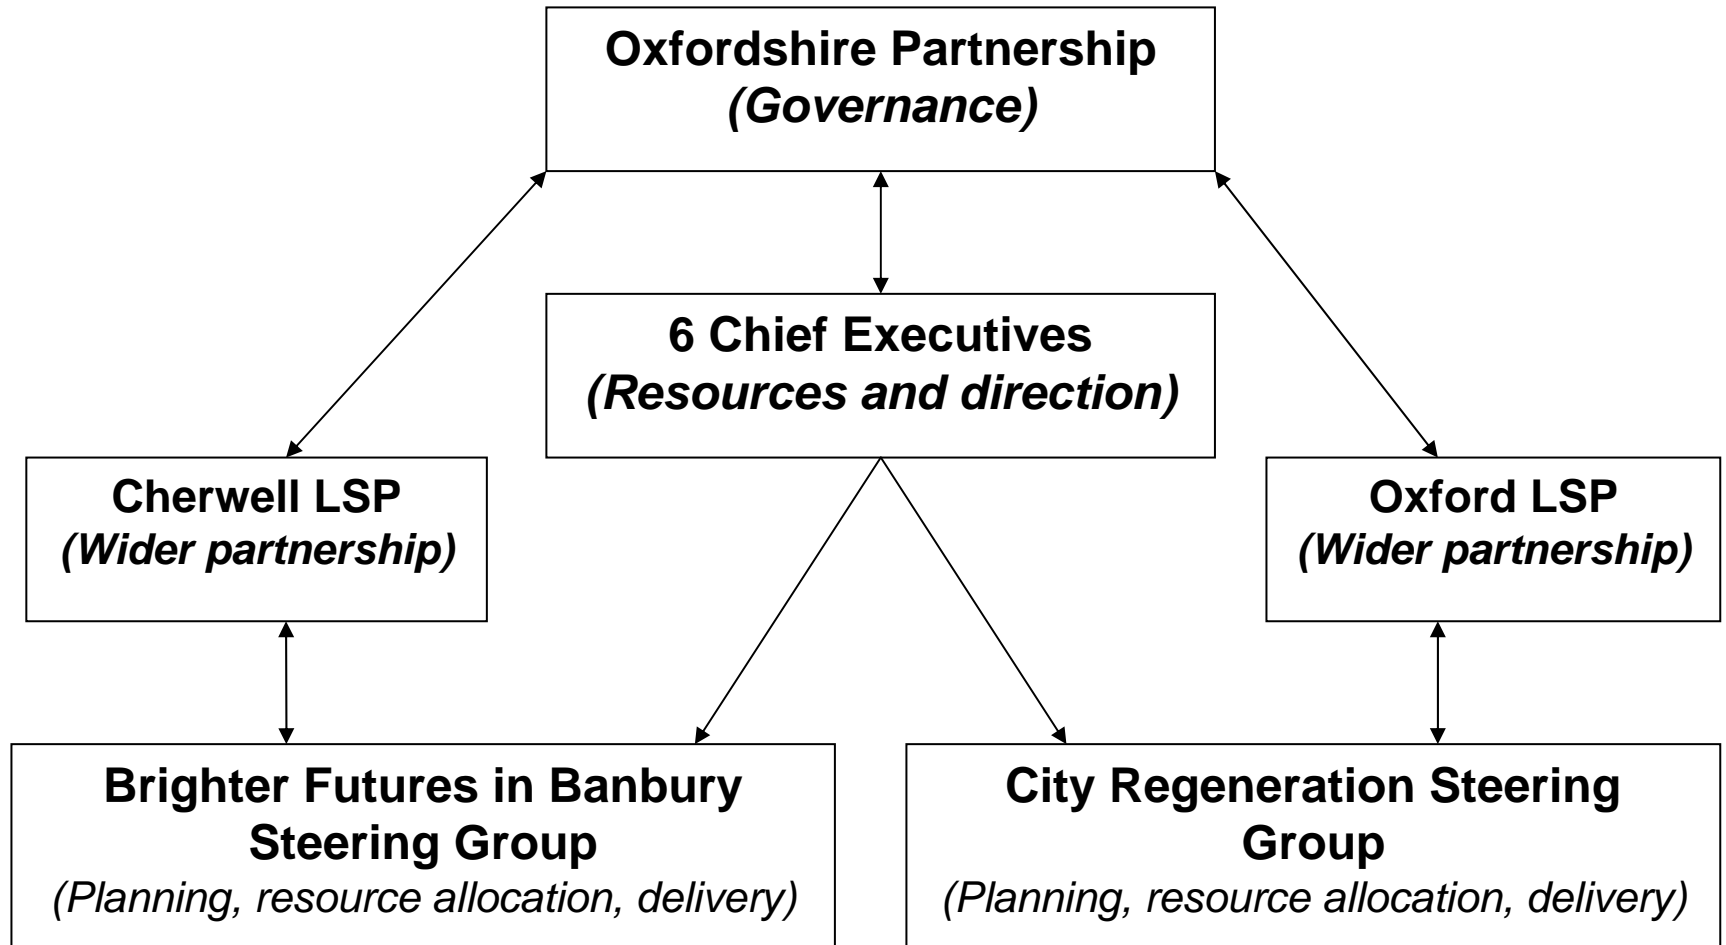 Oxfordshire Partnership
(Governance)
6 Chief Executives
(Resources and direction)
Cherwell LSP
(Wider partnership)
Oxford LSP
(Wider partnership)
Brighter Futures in Banbury
Steering Group
(Planning, resource allocation, delivery)
City Regeneration Steering
Group
(Planning, resource allocation, delivery)